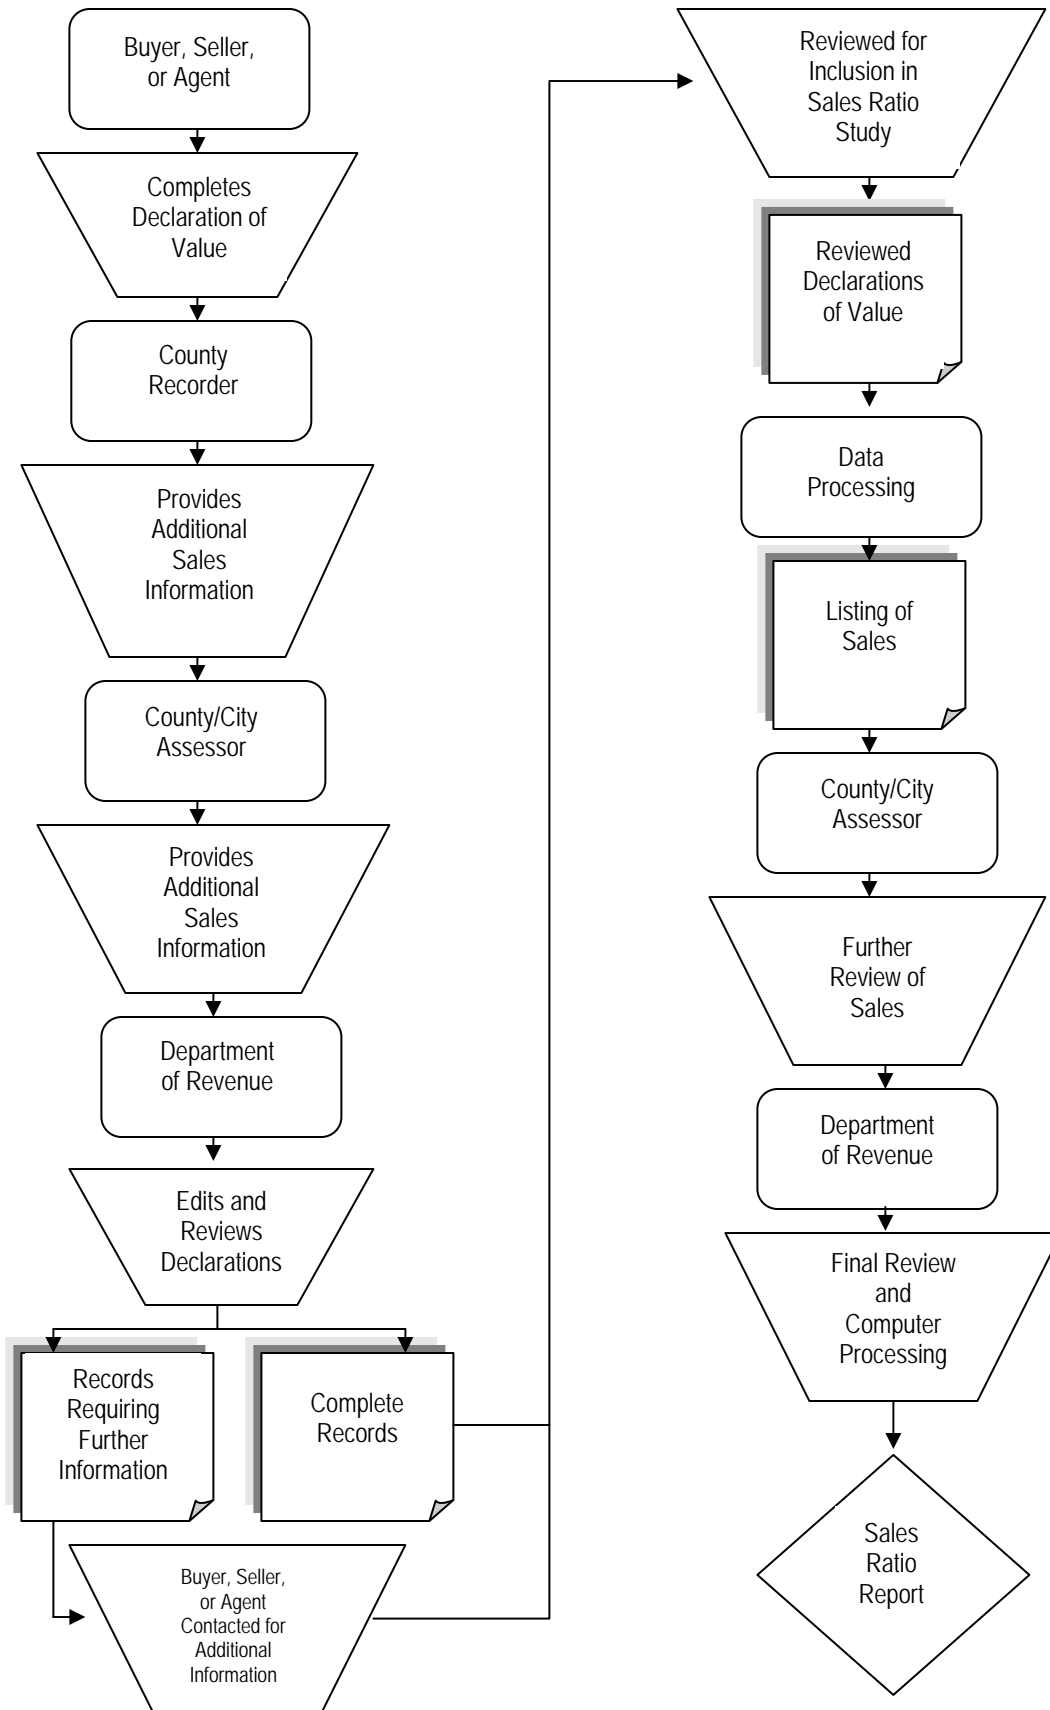 Buyer, Seller,
or Agent
Completes
Declaration of
Value
County
Recorder
Provides
Additional
Sales
Information
County/City
Assessor
Provides
Additional
Sales
Information
Department
of Revenue
Edits and
Reviews
Declarations
Records
Requiring
Further
Information
Complete
Records
Buyer, Seller,
or Agent
Contacted for
Additional
Information
Reviewed for
Inclusion in
Sales Ratio
Study
Reviewed
Declarations
of Value
Data
Processing
Listing of
Sales
County/City
Assessor
Further
Review of
Sales
Department
of Revenue
Final Review
and
Computer
Processing
Sales
Ratio
Report